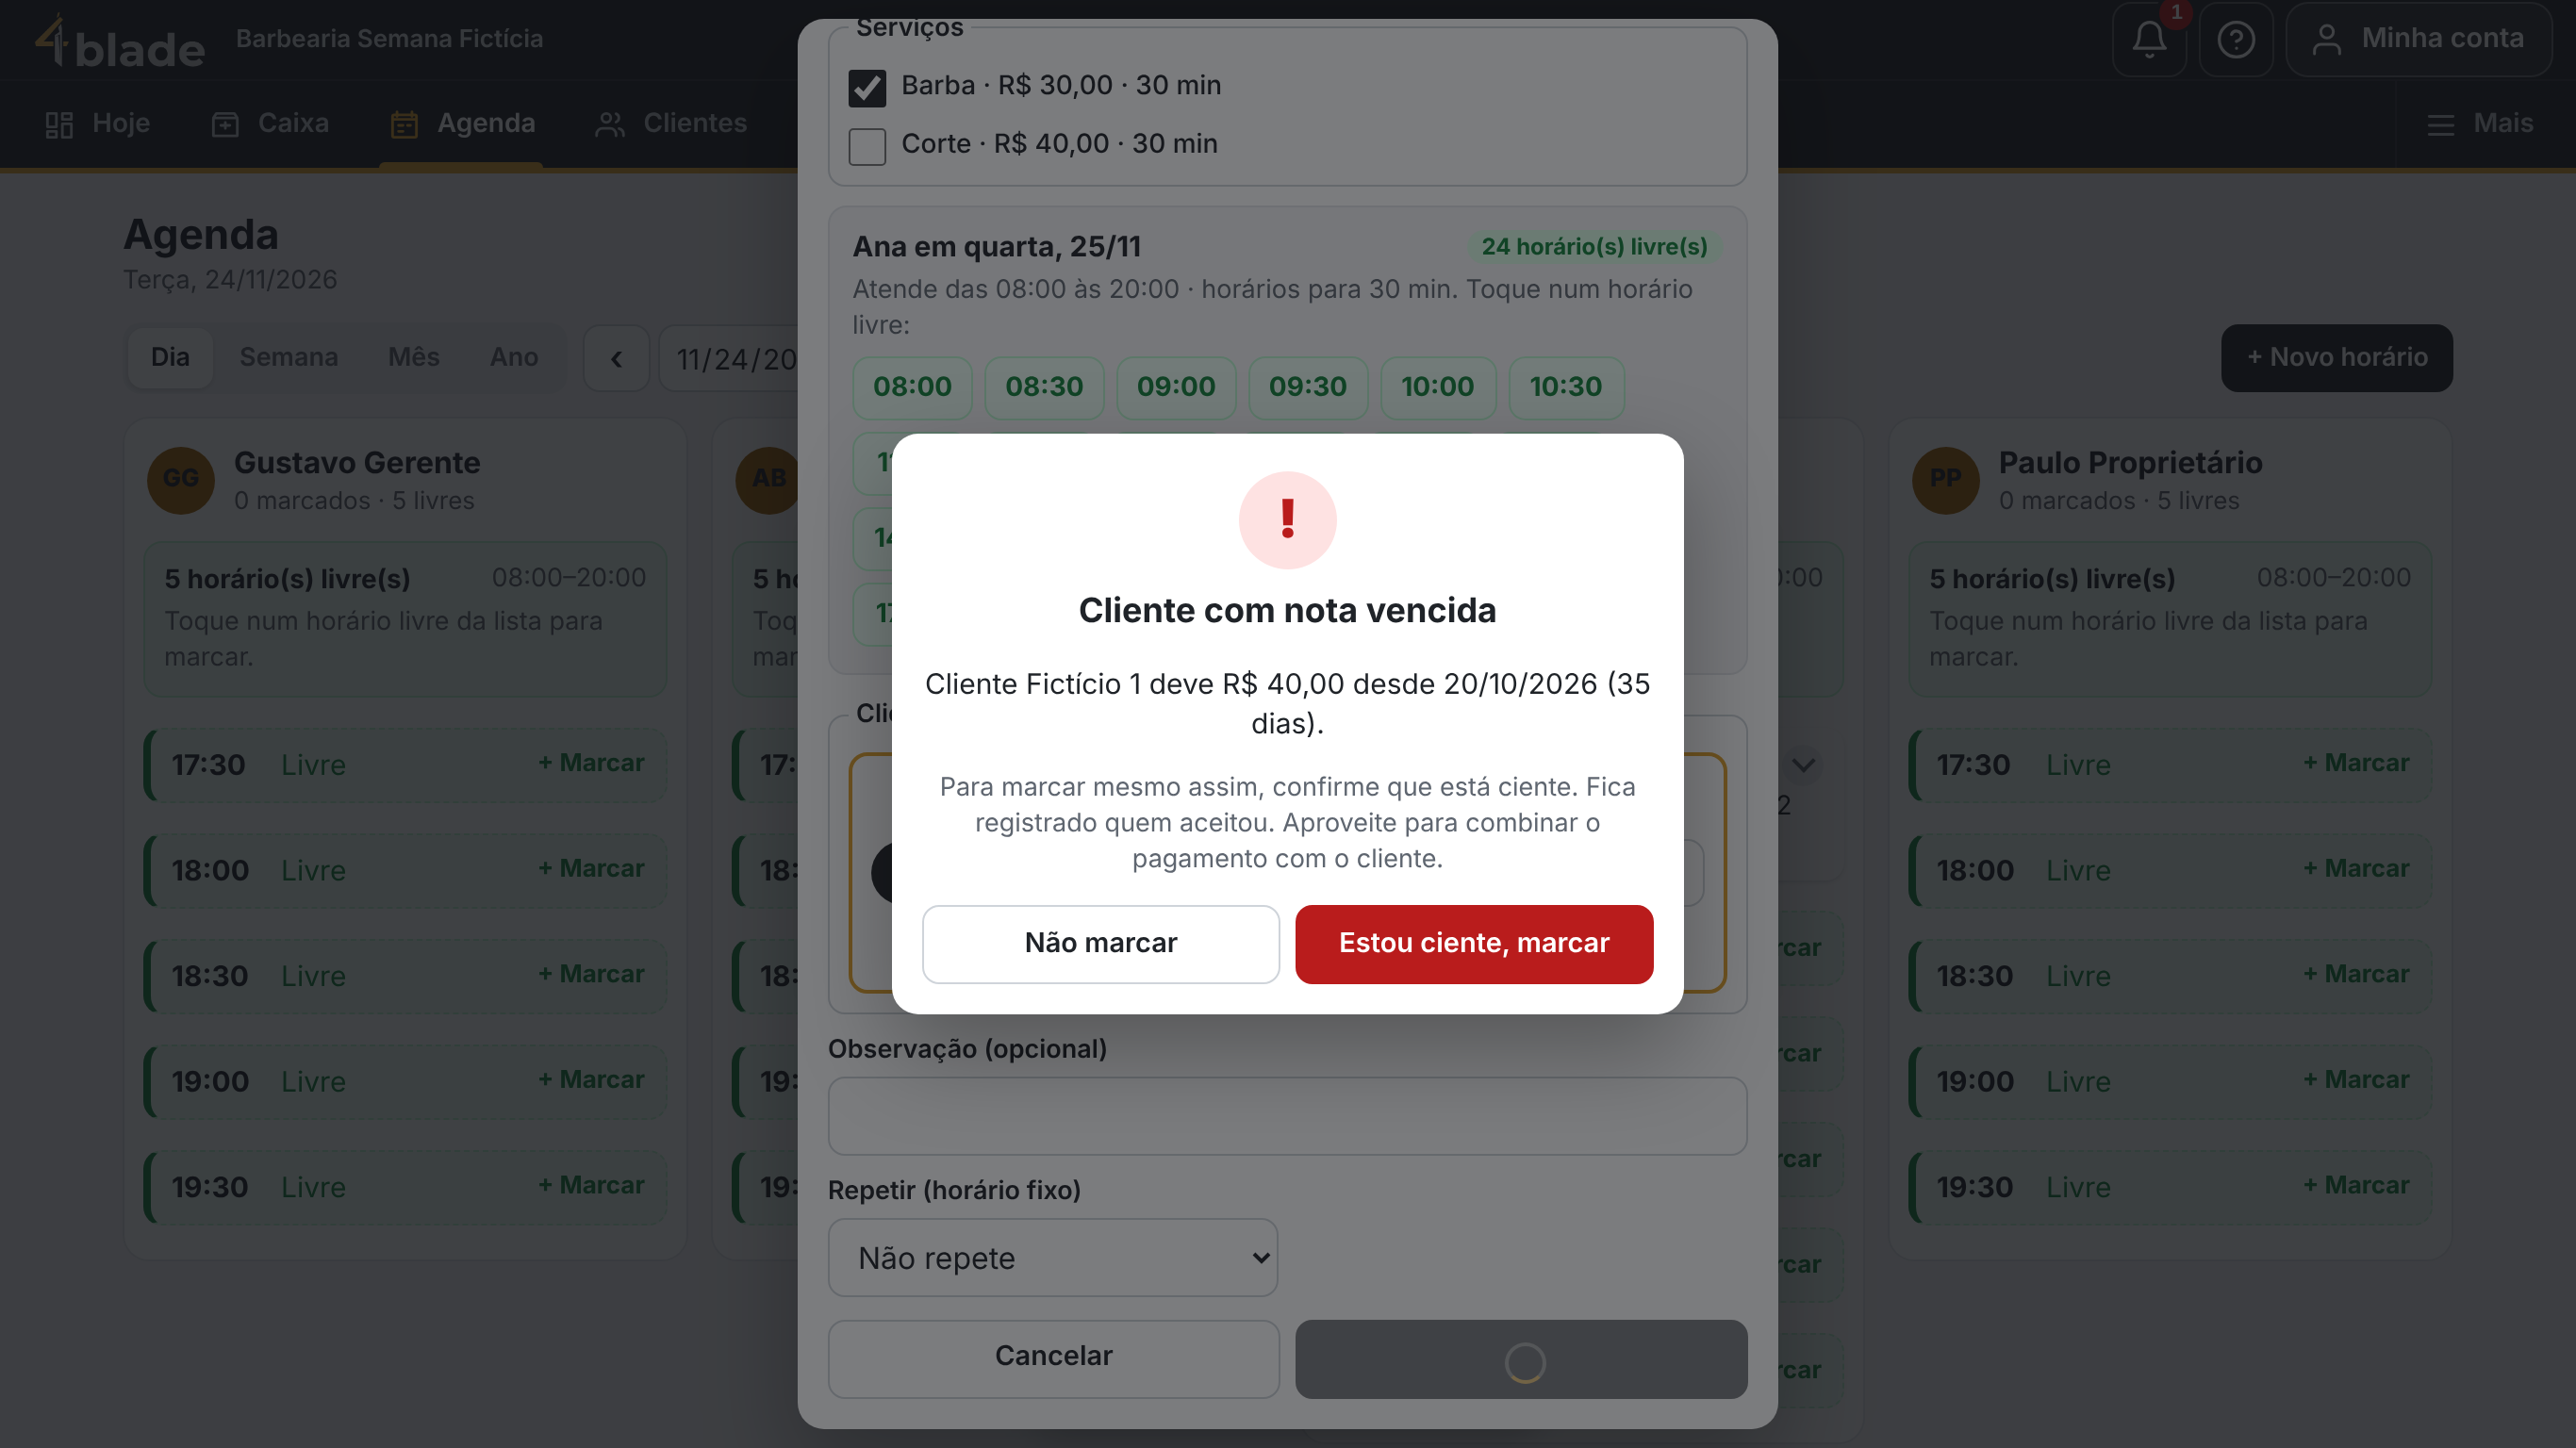 4blade
Barbearia Semana Fictícia
1
Minha conta
Hoje
Caixa
Agenda
Clientes
Mais
Agenda
Terça, 24/11/2026
Dia
Semana
Mês
Ano
‹
11/24/20
+ Novo horário
GG
Gustavo Gerente
0 marcados · 5 livres
5 horário(s) livre(s)
08:00–20:00
Toque num horário livre da lista para
marcar.
17:30 Livre + Marcar
18:00 Livre + Marcar
18:30 Livre + Marcar
19:00 Livre + Marcar
19:30 Livre + Marcar
AB
Serviços
Barba · R$ 30,00 · 30 min
Corte · R$ 40,00 · 30 min
Ana em quarta, 25/11
24 horário(s) livre(s)
Atende das 08:00 às 20:00 · horários para 30 min. Toque num horário
livre:
08:00 08:30 09:00 09:30 10:00 10:30
!
Cliente com nota vencida
Cliente Fictício 1 deve R$ 40,00 desde 20/10/2026 (35
dias).
Para marcar mesmo assim, confirme que está ciente. Fica
registrado quem aceitou. Aproveite para combinar o
pagamento com o cliente.
Não marcar
Estou ciente, marcar
Observação (opcional)
Repetir (horário fixo)
Não repete
Cancelar
PP
Paulo Proprietário
0 marcados · 5 livres
5 horário(s) livre(s)
08:00–20:00
Toque num horário livre da lista para
marcar.
17:30 Livre + Marcar
18:00 Livre + Marcar
18:30 Livre + Marcar
19:00 Livre + Marcar
19:30 Livre + Marcar